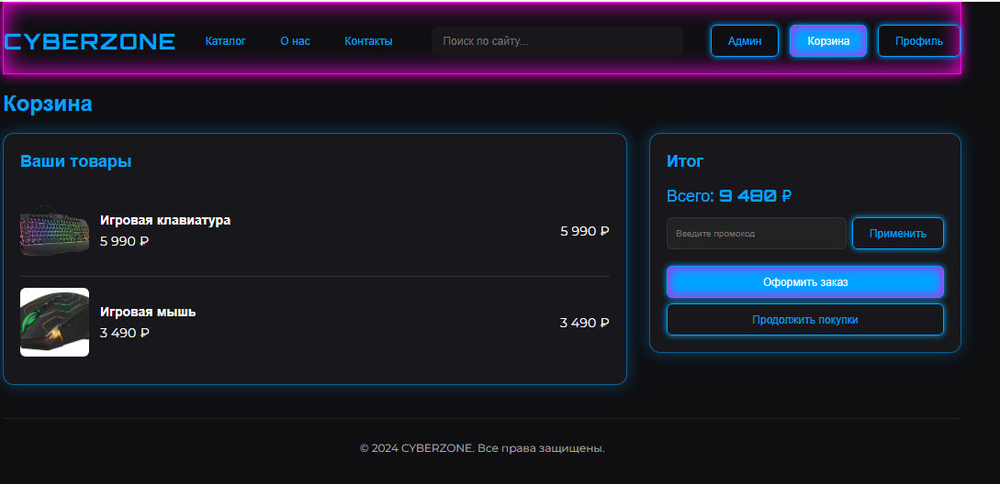 CYBERZONE Каталог О нас Контакты Поиск по сайту... Админ Корзина Профиль
Корзина
Ваши товары
Игровая клавиатура
5 990 ₽
5 990 ₽
Игровая мышь
3 490 ₽
3 490 ₽
Итог
Всего: 9 480 ₽
Введите промокод Применить
Оформить заказ
Продолжить покупки
© 2024 CYBERZONE. Все права защищены.